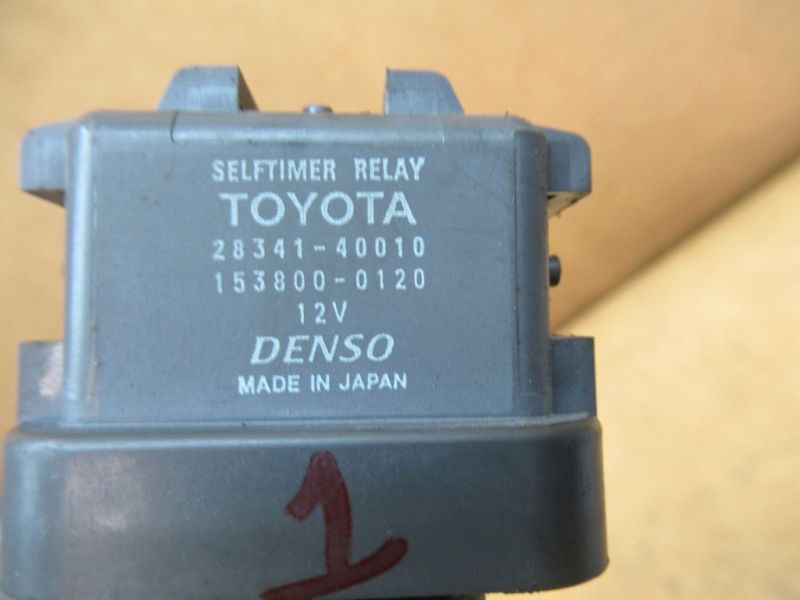 SELFTIMER RELAY
TOYOTA
28341-40010
153800-0120
12V
DENSO
MADE IN JAPAN
1